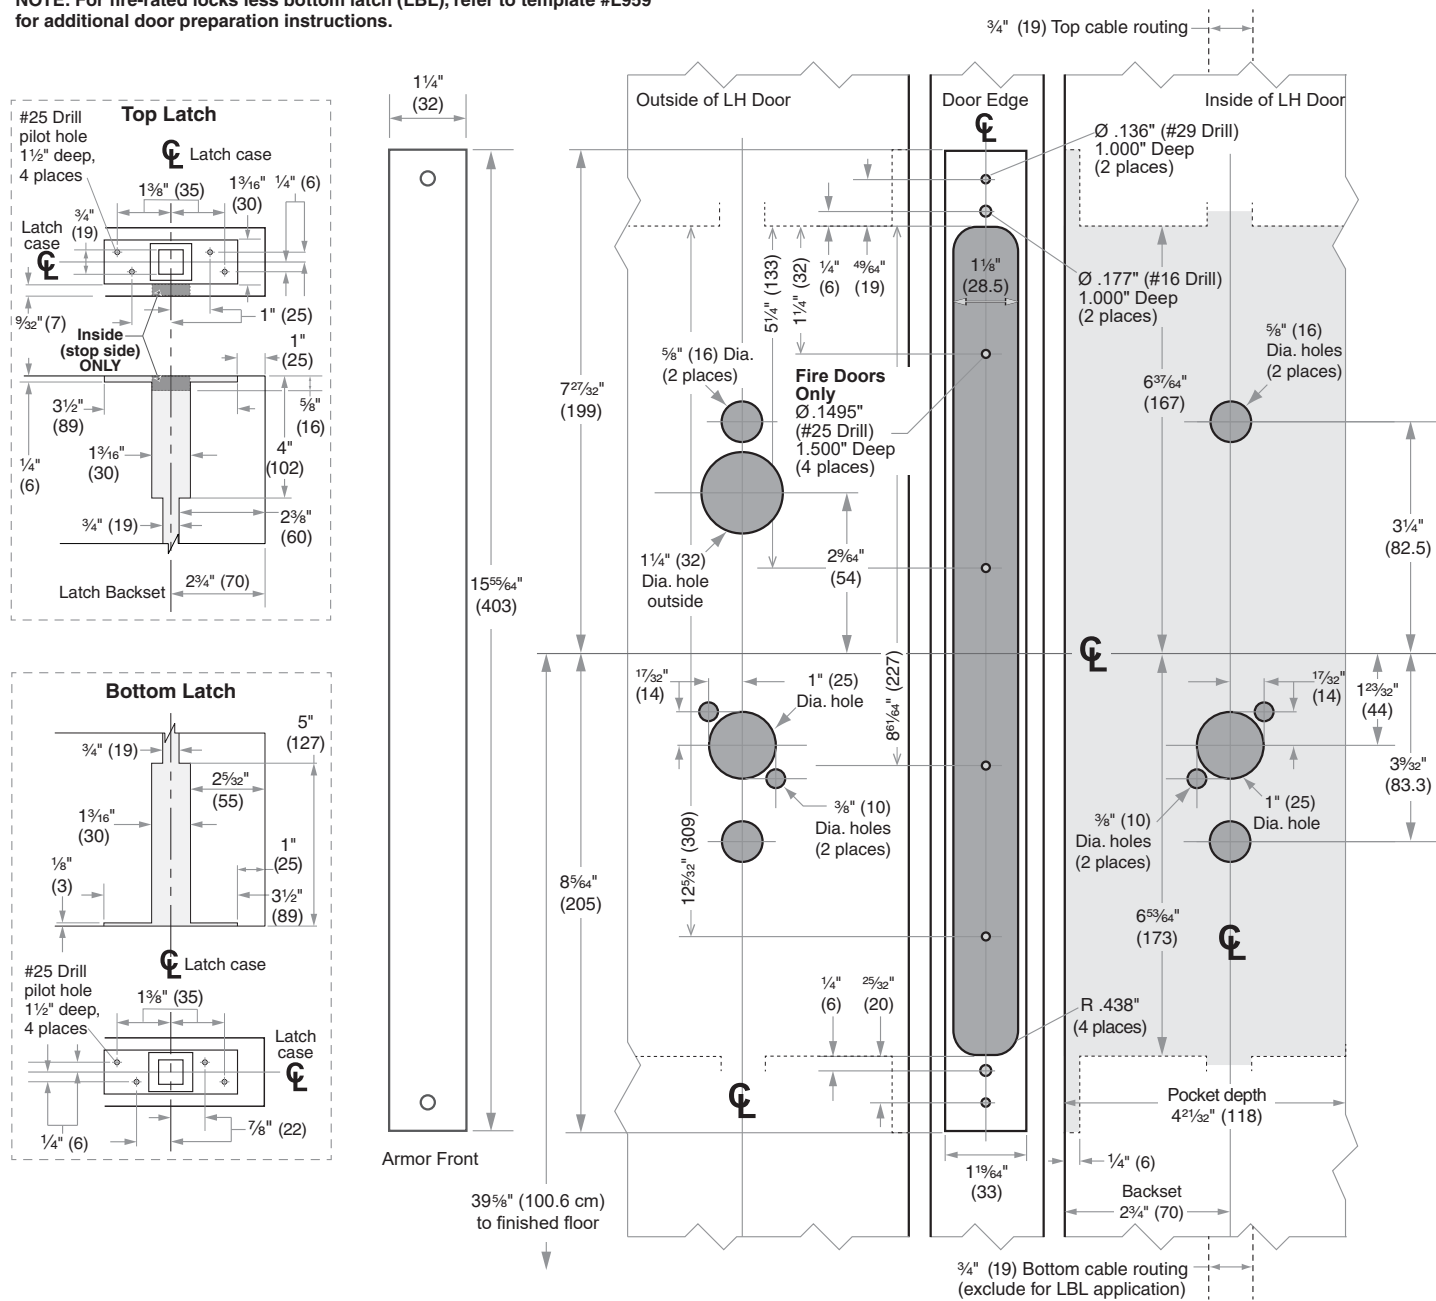 NOTE: For fire-rated locks less bottom latch (LBL), refer to template #L959
for additional door preparation instructions.
¾" (19) Top cable routing
Top Latch
#25 Drill
pilot hole
1½" deep,
4 places
℄ Latch case
1⅜" (35)
1³⁄₁₆"
(30)
¼" (6)
¾"
(19)
Latch
case
℄
⁹⁄₃₂"(7)
Inside
(stop side)
ONLY
1" (25)
1"
(25)
3½"
(89)
⅝"
(16)
1³⁄₁₆"
(30)
4"
(102)
¼"
(6)
¾" (19)
2⅜"
(60)
Latch Backset
2¾" (70)
Bottom Latch
5"
(127)
¾" (19)
2⁵⁄₃₂"
(55)
1³⁄₁₆"
(30)
1"
(25)
⅛"
(3)
3½"
(89)
℄ Latch case
#25 Drill
pilot hole
1½" deep,
4 places
1⅜" (35)
Latch
case
℄
⅞" (22)
¼" (6)
1¼"
(32)
15⁵⁵⁄₆₄"
(403)
Armor Front
39⅝" (100.6 cm)
to finished floor
7²⁷⁄₃₂"
(199)
8⁵⁄₆₄"
(205)
Outside of LH Door
5¼" (133)
1¼" (32)
¼"
(6)
⁴⁹⁄₆₄"
(19)
⅝" (16) Dia.
(2 places)
Fire Doors
Only
Ø .1495"
(#25 Drill)
1.500" Deep
(4 places)
1¼" (32)
Dia. hole
outside
2⁹⁄₆₄"
(54)
¹⁷⁄₃₂"
(14)
1" (25)
Dia. hole
8⁶¹⁄₆₄" (227)
⅜" (10)
Dia. holes
(2 places)
12⁵⁄₃₂" (309)
¼"
(6)
²⁵⁄₃₂"
(20)
℄
Door Edge
℄
1⅛"
(28.5)
1¹⁹⁄₆₄"
(33)
Inside of LH Door
Ø .136" (#29 Drill)
1.000" Deep
(2 places)
Ø .177" (#16 Drill)
1.000" Deep
(2 places)
⅝" (16)
Dia. holes
(2 places)
6³⁷⁄₆₄"
(167)
3¼"
(82.5)
℄
¹⁷⁄₃₂"
(14)
1²³⁄₃₂"
(44)
3⁹⁄₃₂"
(83.3)
⅜" (10)
Dia. holes
(2 places)
1" (25)
Dia. hole
6⁵³⁄₆₄"
(173)
℄
R .438"
(4 places)
Pocket depth
4²¹⁄₃₂" (118)
¼" (6)
Backset
2¾" (70)
¾" (19) Bottom cable routing
(exclude for LBL application)